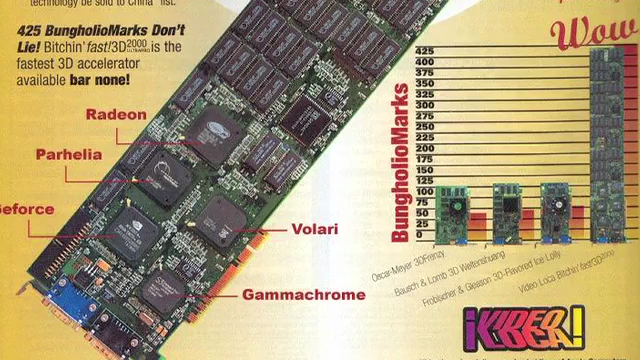 technology be sold to China" list.
425 BungholioMarks Don't
Lie! Bitchin'fast!3D2000 is the
fastest 3D accelerator
available bar none!
Radeon
Parhelia
Geforce
Volari
Gammachrome
Wow
BungholioMarks
425
400
375
350
325
300
275
250
225
200
175
150
125
100
75
50
25
0
Oscar-Meyer 3DFrenzy
Bausch & Lomb 3D Weltenshuang
Frobischer & Gleason 3D-Flavored Ice Lolly
Video Loca Bitchin'fast!3D2000
¡VIDEO LOCA!